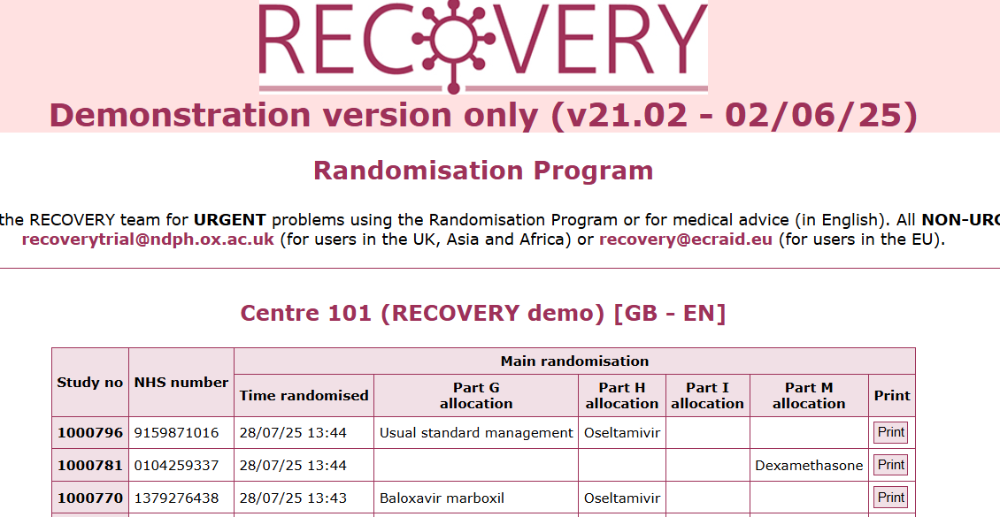 RECOVERY
Demonstration version only (v21.02 - 02/06/25)
Randomisation Program
the RECOVERY team for URGENT problems using the Randomisation Program or for medical advice (in English). All
recoverytrial@ndph.ox.ac.uk (for users in the UK, Asia and Africa) or recovery@ecraid.eu (for users in the EU).
Centre 101 (RECOVERY demo) [GB - EN]
Main randomisation
Study no NHS number Time randomised Part G allocation Part H allocation Part I allocation Part M allocation Print
1000796 9159871016 28/07/25 13:44 Usual standard management Oseltamivir Print
1000781 0104259337 28/07/25 13:44 Dexamethasone Print
1000770 1379276438 28/07/25 13:43 Baloxavir marboxil Oseltamivir Print